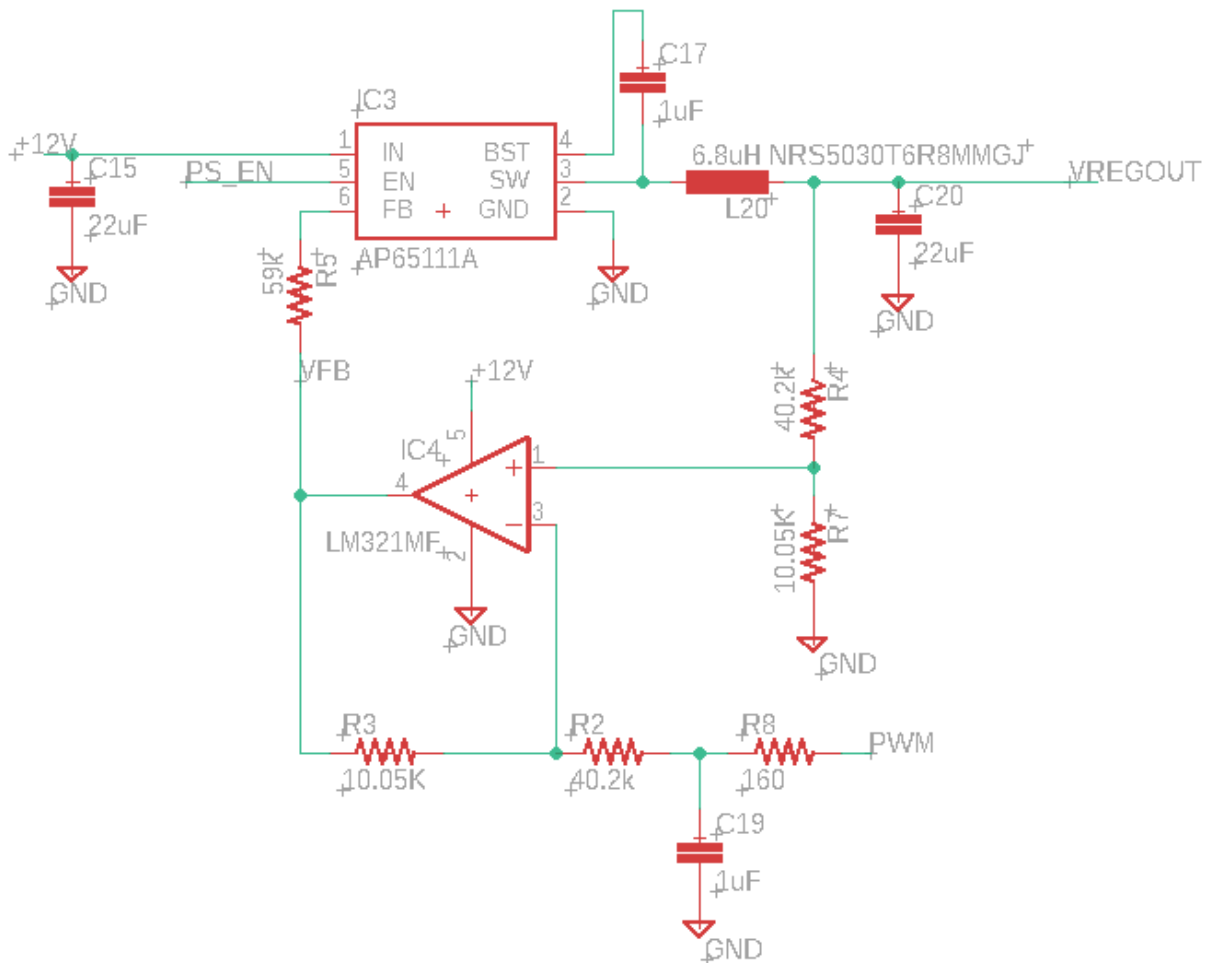 C17
1uF
IC3
+12V
C15
22uF
PS_EN
1
5
6
IN
EN
FB
BST
SW
GND
4
3
2
AP65111A
6.8uH NRS5030T6R8MMGJ
L20
VREGOUT
C20
22uF
GND
GND
GND
59k
R5
VFB
+12V
40.2k
R4
IC4
5
1
4
3
2
LM321MF
GND
10.05K
R7
GND
R3
10.05K
R2
40.2k
R8
160
PWM
C19
1uF
GND